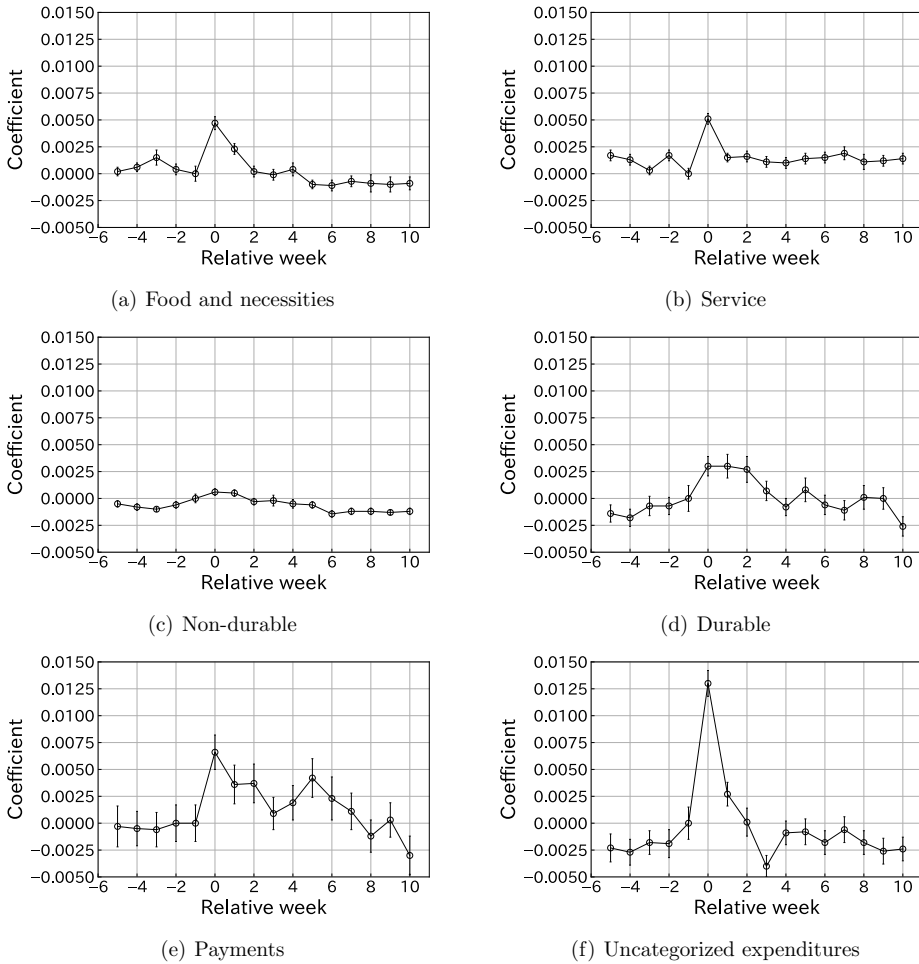 0.0150
0.0125
0.0100
0.0075
0.0050
0.0025
0.0000
−0.0025
−0.0050
Coefficient
−6 −4 −2 0 2 4 6 8 10
Relative week
(a) Food and necessities
0.0150
0.0125
0.0100
0.0075
0.0050
0.0025
0.0000
−0.0025
−0.0050
Coefficient
−6 −4 −2 0 2 4 6 8 10
Relative week
(b) Service
0.0150
0.0125
0.0100
0.0075
0.0050
0.0025
0.0000
−0.0025
−0.0050
Coefficient
−6 −4 −2 0 2 4 6 8 10
Relative week
(c) Non-durable
0.0150
0.0125
0.0100
0.0075
0.0050
0.0025
0.0000
−0.0025
−0.0050
Coefficient
−6 −4 −2 0 2 4 6 8 10
Relative week
(d) Durable
0.0150
0.0125
0.0100
0.0075
0.0050
0.0025
0.0000
−0.0025
−0.0050
Coefficient
−6 −4 −2 0 2 4 6 8 10
Relative week
(e) Payments
0.0150
0.0125
0.0100
0.0075
0.0050
0.0025
0.0000
−0.0025
−0.0050
Coefficient
−6 −4 −2 0 2 4 6 8 10
Relative week
(f) Uncategorized expenditures